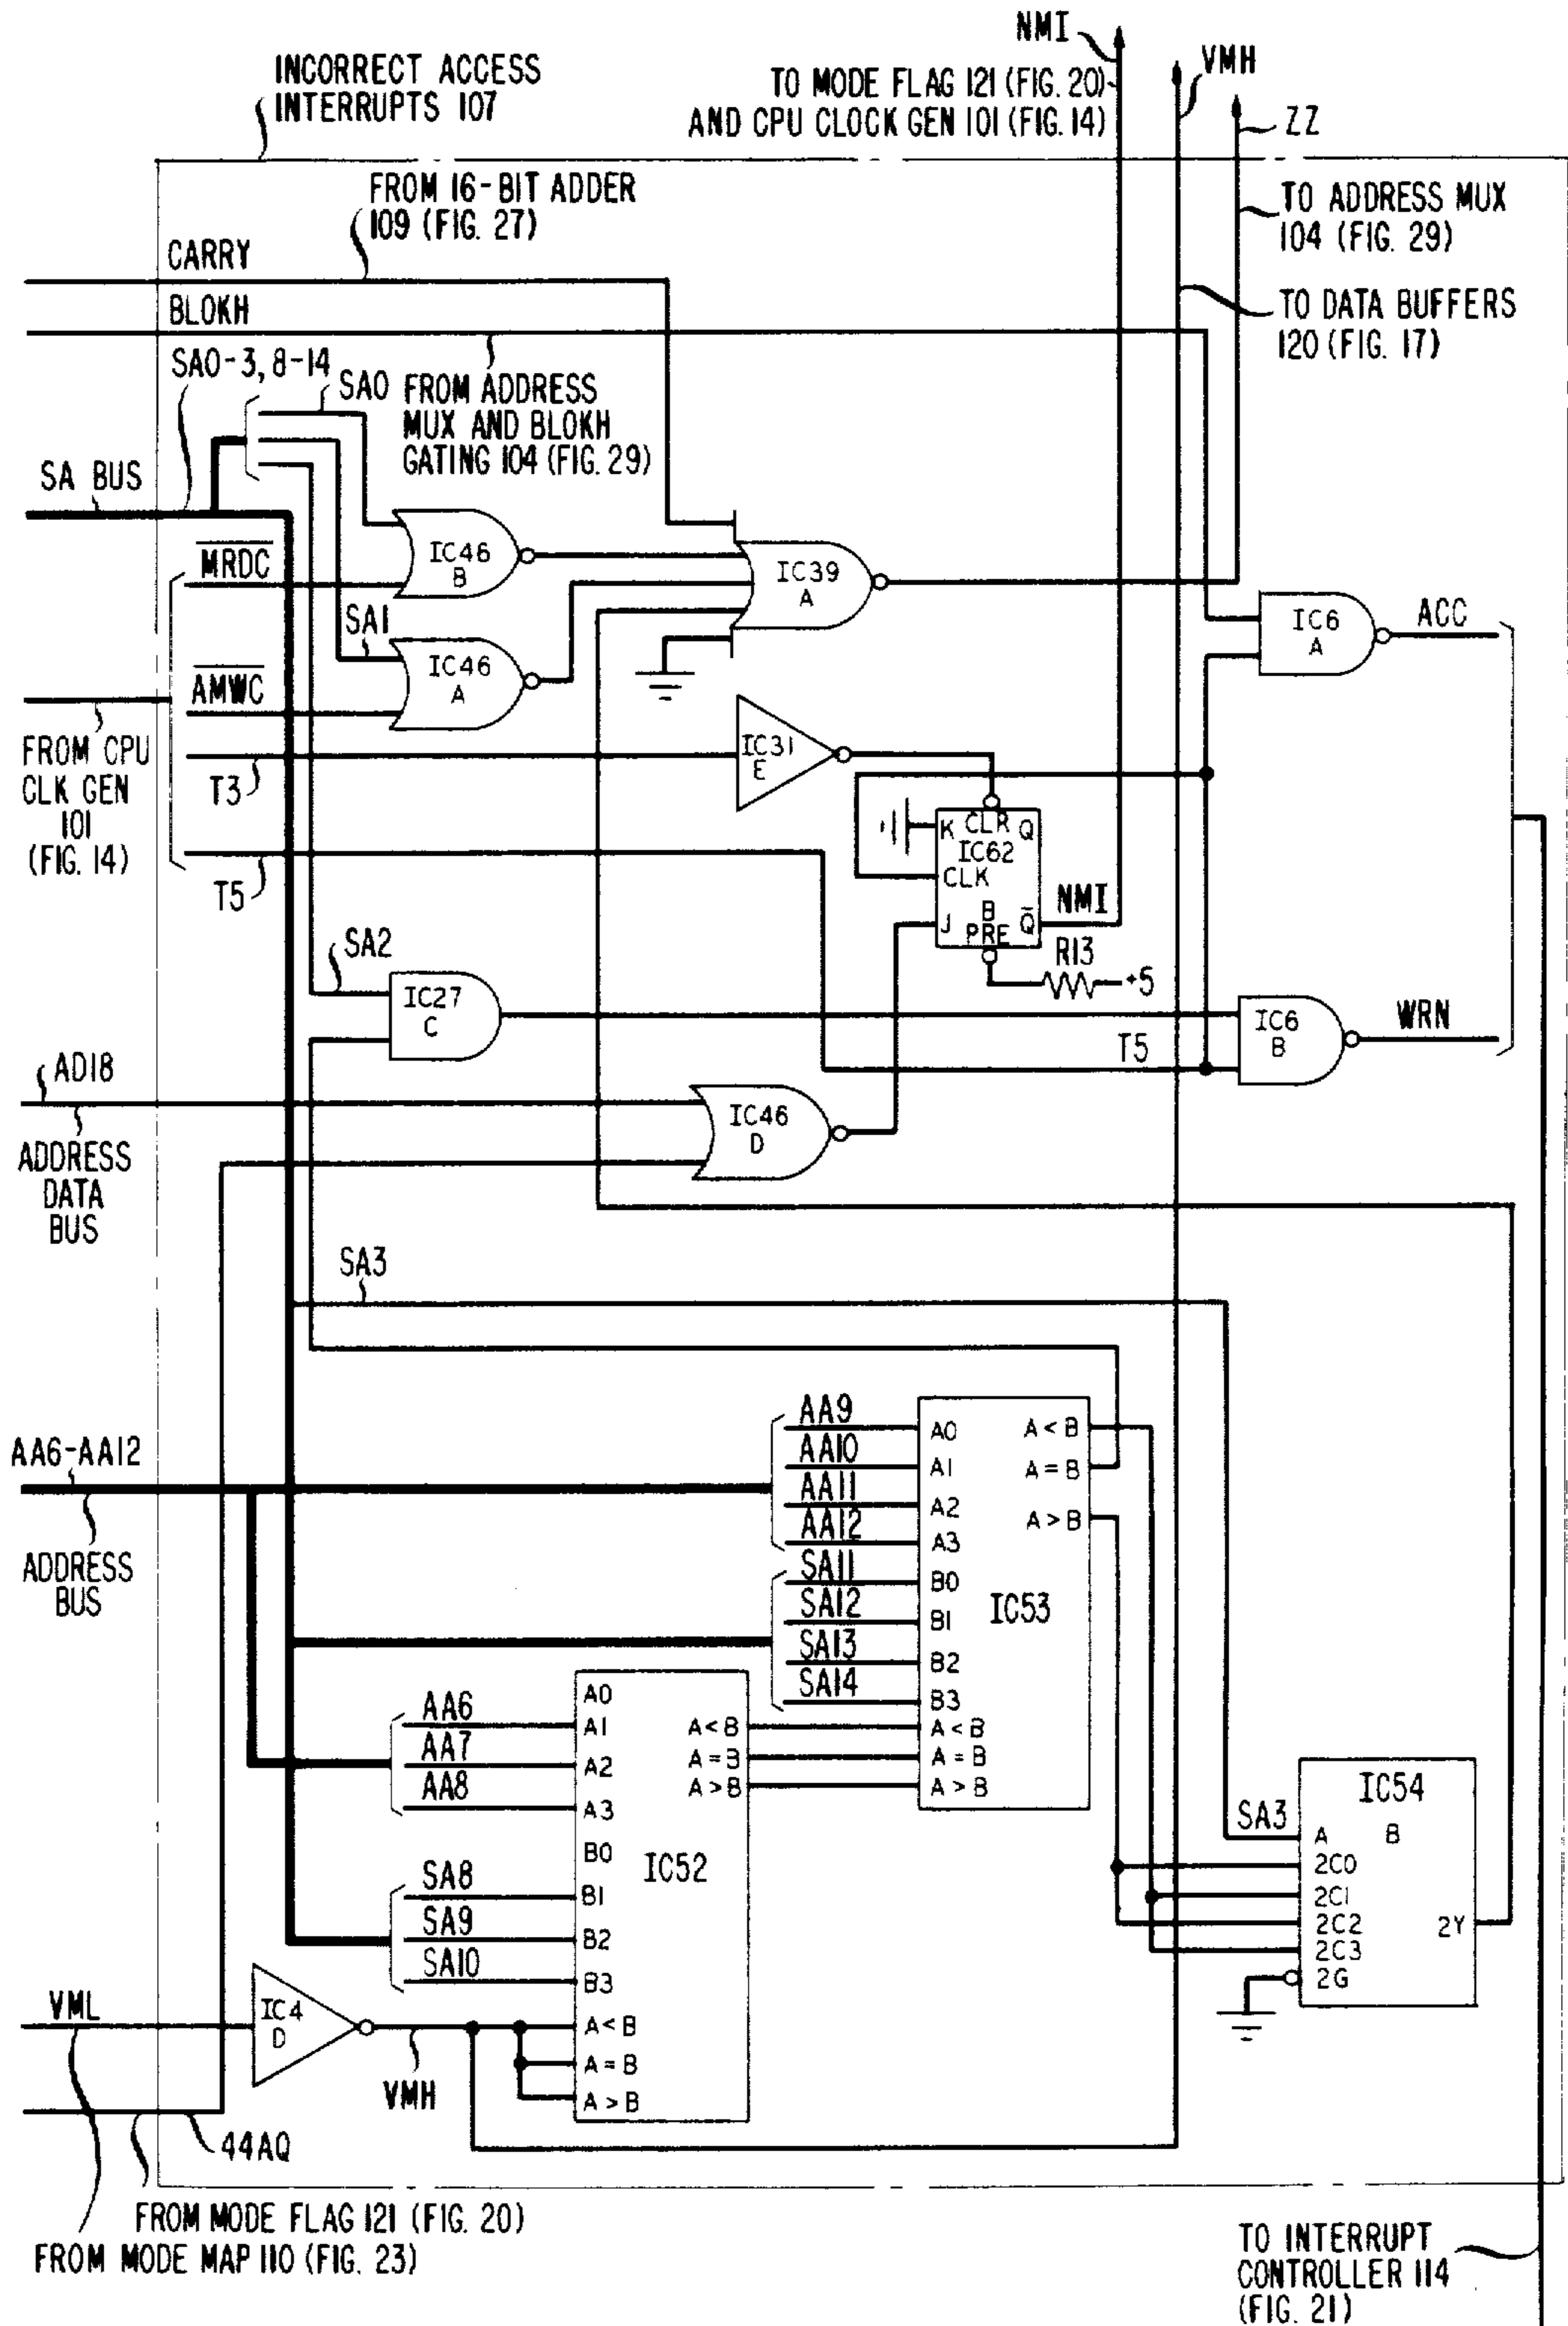 NMI
VMH
INCORRECT ACCESS
INTERRUPTS 107
TO MODE FLAG 121 (FIG. 20)
AND CPU CLOCK GEN 101 (FIG. 14)
ZZ
FROM 16-BIT ADDER
109 (FIG. 27)
TO ADDRESS MUX
104 (FIG. 29)
CARRY
BLOKH
TO DATA BUFFERS
120 (FIG. 17)
SA0-3, 8-14
SA0
FROM ADDRESS
MUX AND BLOKH
GATING 104 (FIG. 29)
SA BUS
IC46
B
MRDC
IC39
A
SA1
IC46
A
AMWC
IC6
A
ACC
FROM CPU
CLK GEN
101
(FIG. 14)
T3
IC31
E
K CLR Q
IC62
CLK
B
J PRE Q
NMI
T5
R13
+5
SA2
IC27
C
T5
IC6
B
WRN
AD18
ADDRESS
DATA
BUS
IC46
D
SA3
AA6-AA12
ADDRESS
BUS
AA9
AA10
AA11
AA12
SA11
SA12
SA13
SA14
A0
A1
A2
A3
B0
B1
B2
B3
A < B
A = B
A > B
A < B
A = B
A > B
IC53
AA6
AA7
AA8
SA8
SA9
SA10
A0
A1
A2
A3
B0
B1
B2
B3
A < B
A = B
A > B
A < B
A = B
A > B
IC52
SA3
IC54
B
A
2C0
2C1
2C2
2C3
2G
2Y
VML
IC4
D
VMH
44AQ
FROM MODE FLAG 121 (FIG. 20)
FROM MODE MAP 110 (FIG. 23)
TO INTERRUPT
CONTROLLER 114
(FIG. 21)